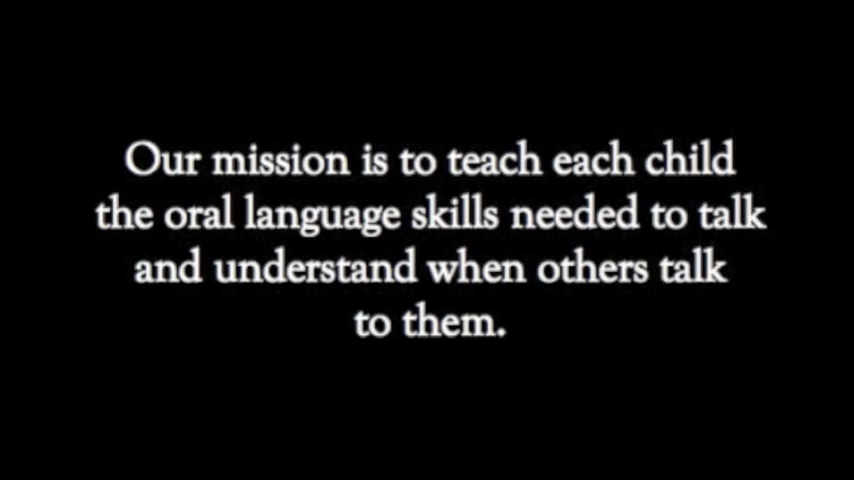 Our mission is to teach each child
the oral language skills needed to talk
and understand when others talk
to them.